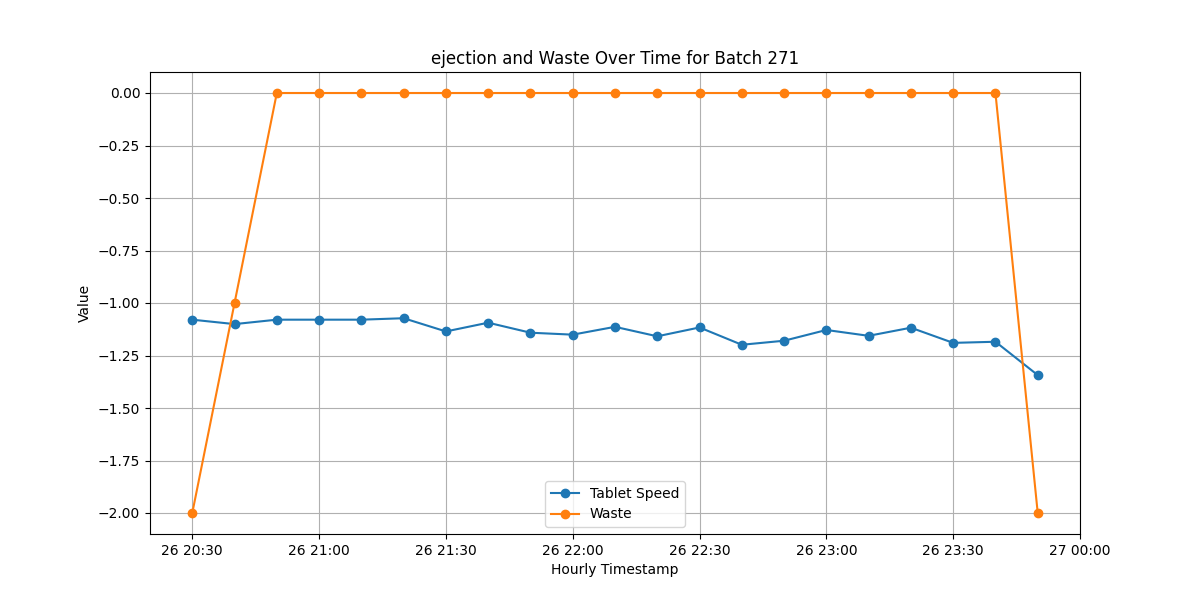 ejection and Waste Over Time for Batch 271
0.00
−0.25
−0.50
−0.75
−1.00
−1.25
−1.50
−1.75
−2.00
Value
Tablet Speed
Waste
26 20:30 26 21:00 26 21:30 26 22:00 26 22:30 26 23:00 26 23:30 27 00:00
Hourly Timestamp